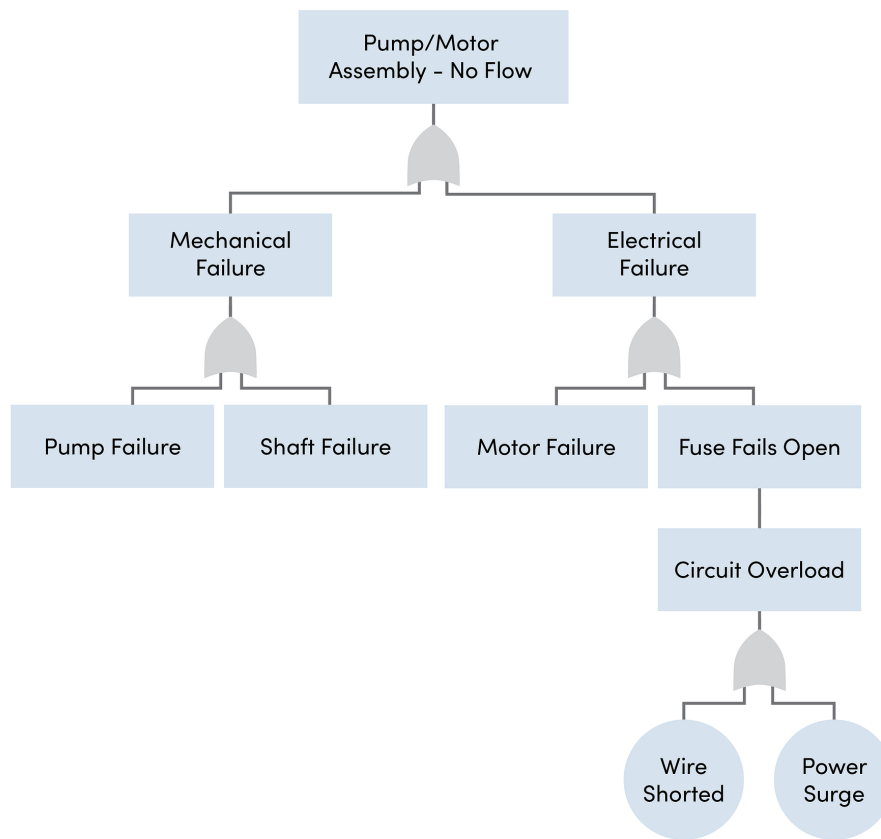 Pump/Motor
Assembly - No Flow
Mechanical
Failure
Electrical
Failure
Pump Failure
Shaft Failure
Motor Failure
Fuse Fails Open
Circuit Overload
Wire
Shorted
Power
Surge